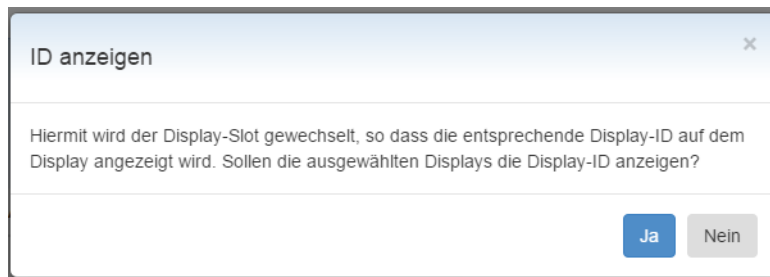 ID anzeigen
×
Hiermit wird der Display-Slot gewechselt, so dass die entsprechende Display-ID auf dem
Display angezeigt wird. Sollen die ausgewählten Displays die Display-ID anzeigen?
Ja Nein